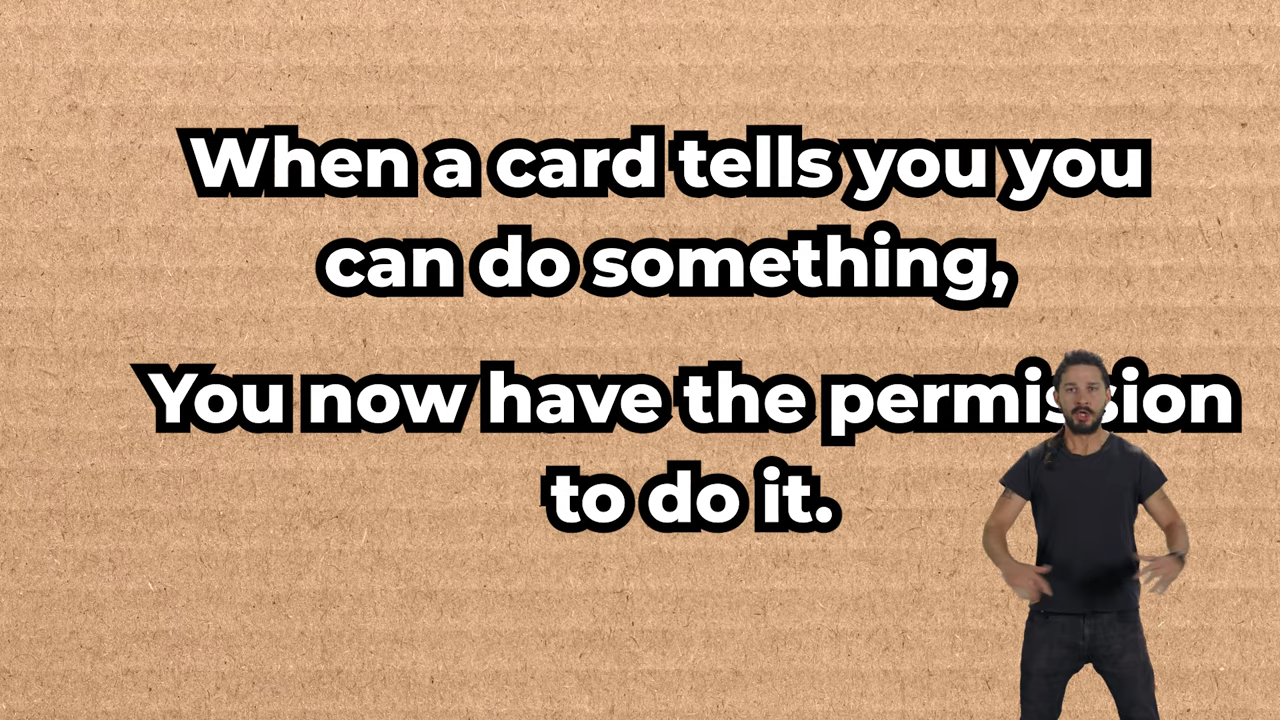 When a card tells you you
can do something,
You now have the permission
to do it.